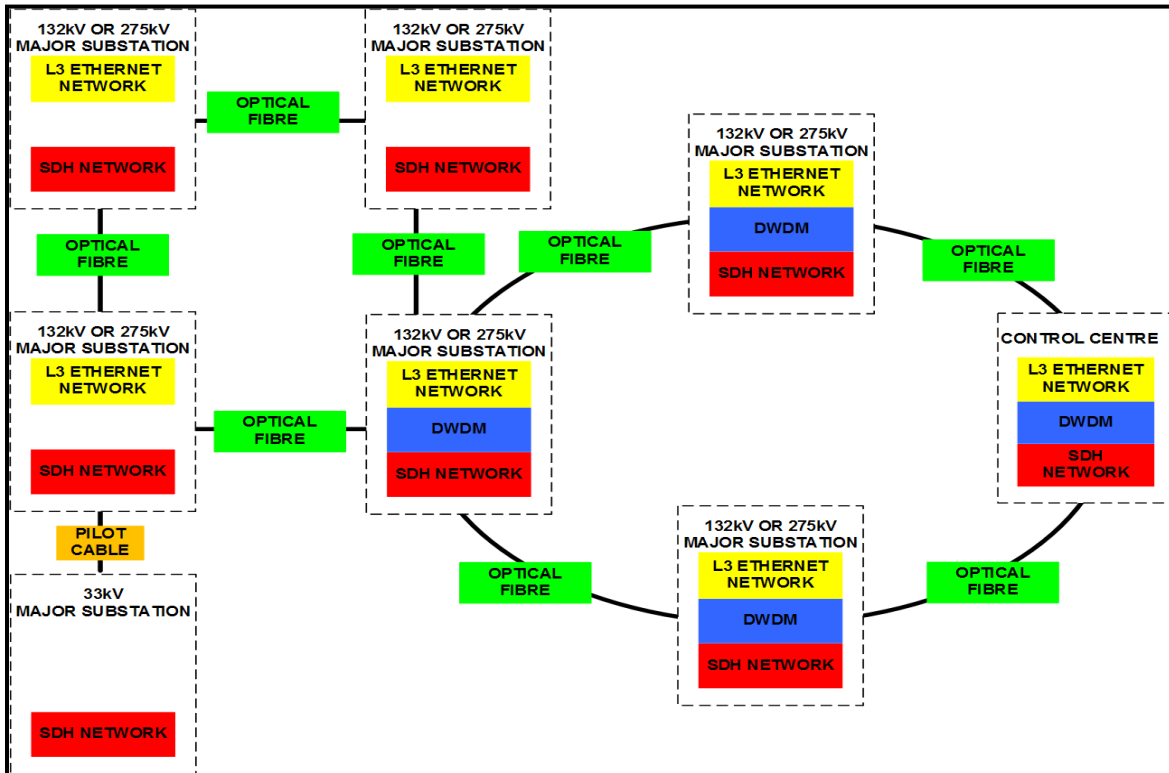 132kV OR 275kV
MAJOR SUBSTATION
L3 ETHERNET
NETWORK
SDH NETWORK
OPTICAL
FIBRE
132kV OR 275kV
MAJOR SUBSTATION
L3 ETHERNET
NETWORK
SDH NETWORK
132kV OR 275kV
MAJOR SUBSTATION
L3 ETHERNET
NETWORK
DWDM
SDH NETWORK
OPTICAL
FIBRE
OPTICAL
FIBRE
OPTICAL
FIBRE
OPTICAL
FIBRE
132kV OR 275kV
MAJOR SUBSTATION
L3 ETHERNET
NETWORK
SDH NETWORK
OPTICAL
FIBRE
132kV OR 275kV
MAJOR SUBSTATION
L3 ETHERNET
NETWORK
DWDM
SDH NETWORK
CONTROL CENTRE
L3 ETHERNET
NETWORK
DWDM
SDH
NETWORK
PILOT
CABLE
33kV
MAJOR SUBSTATION
SDH NETWORK
OPTICAL
FIBRE
132kV OR 275kV
MAJOR SUBSTATION
L3 ETHERNET
NETWORK
DWDM
SDH NETWORK
OPTICAL
FIBRE